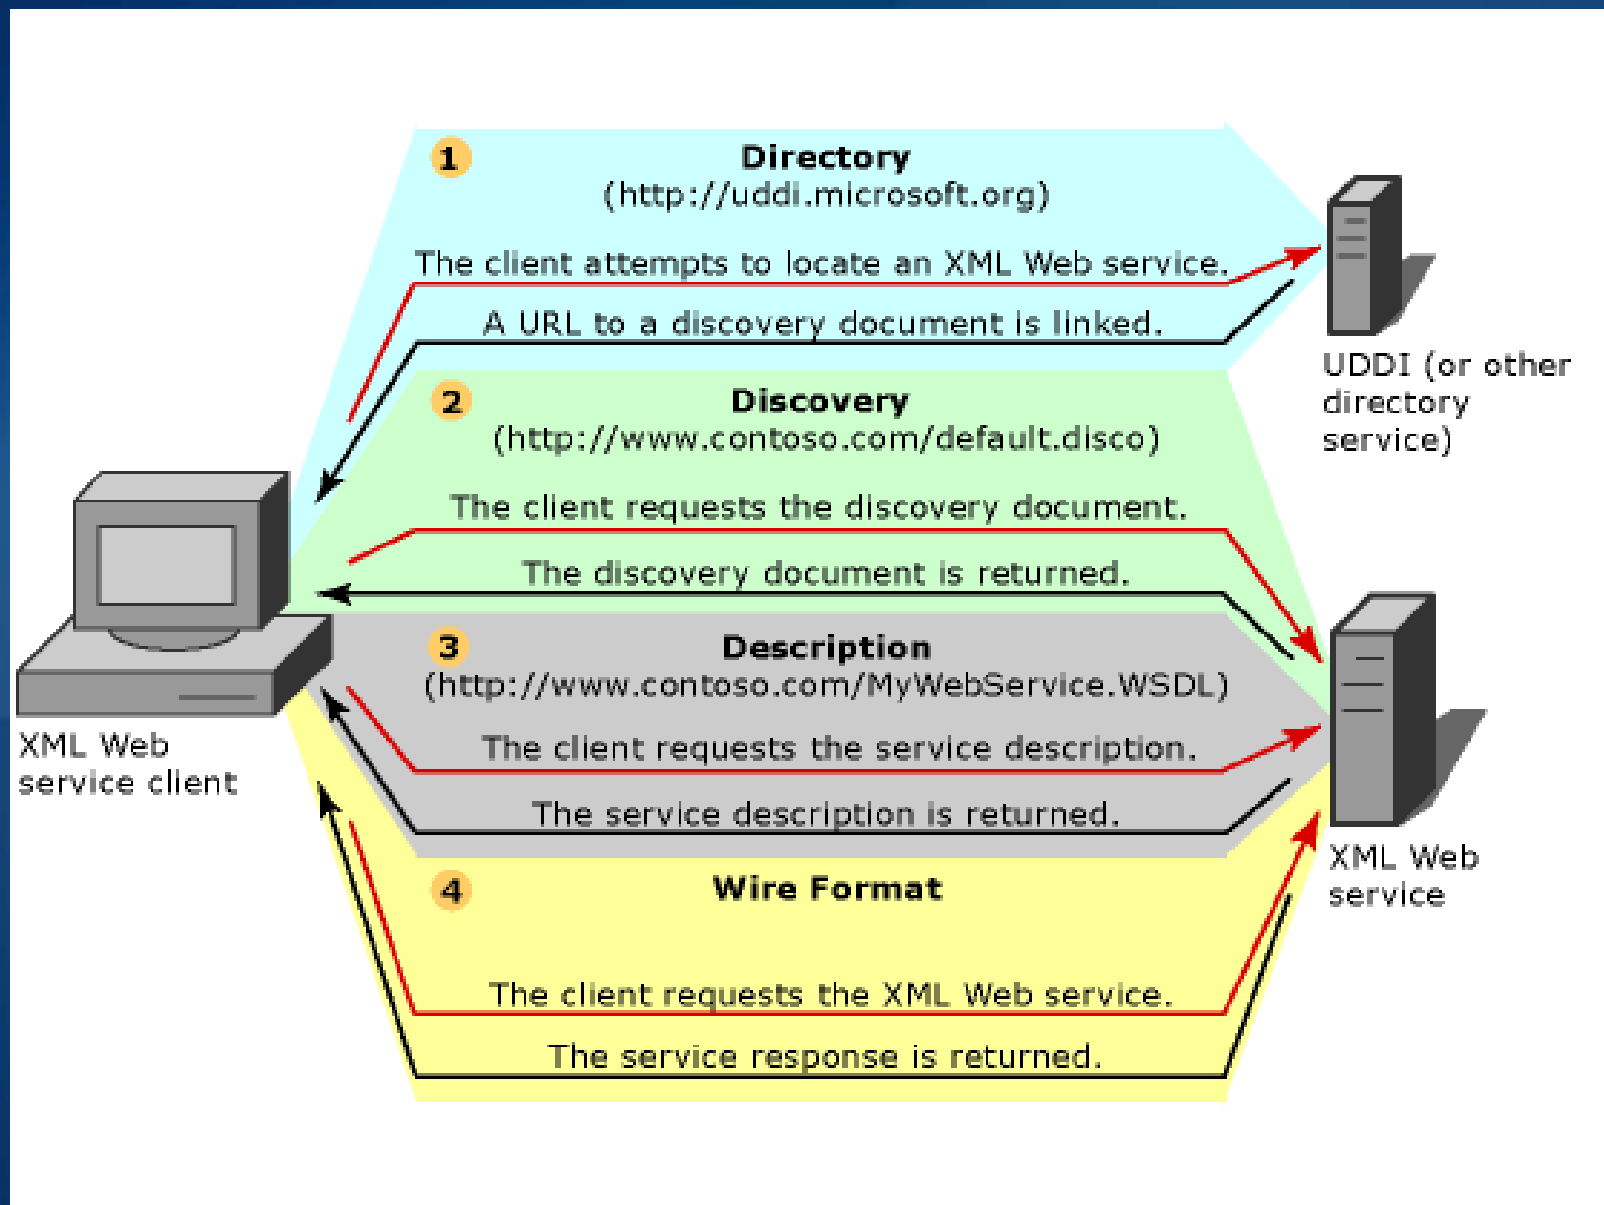 1
Directory
(http://uddi.microsoft.org)
The client attempts to locate an XML Web service.
A URL to a discovery document is linked.
UDDI (or other
directory
service)
2
Discovery
(http://www.contoso.com/default.disco)
The client requests the discovery document.
The discovery document is returned.
3
Description
(http://www.contoso.com/MyWebService.WSDL)
The client requests the service description.
The service description is returned.
XML Web
service client
4
Wire Format
The client requests the XML Web service.
The service response is returned.
XML Web
service